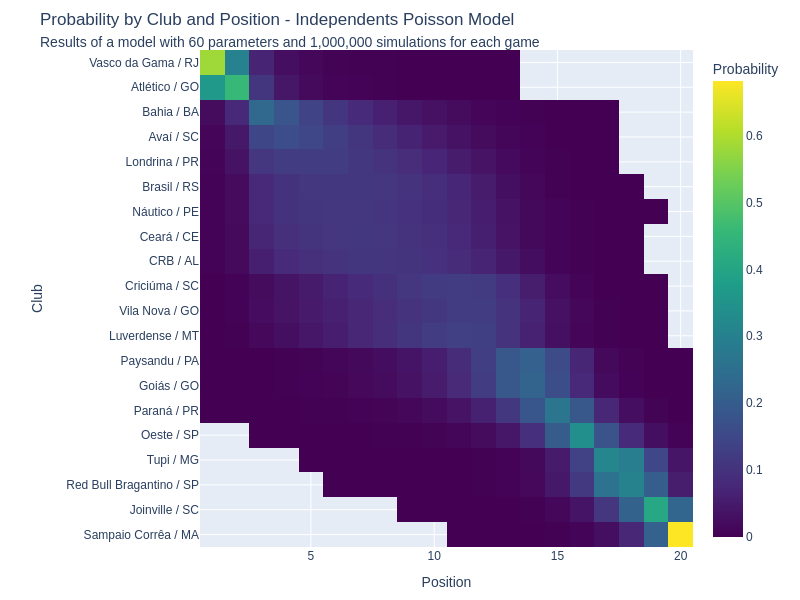 Probability by Club and Position - Independents Poisson Model
Results of a model with 60 parameters and 1,000,000 simulations for each game
Probability
Club
Vasco da Gama / RJ
Atlético / GO
Bahia / BA
Avaí / SC
Londrina / PR
Brasil / RS
Náutico / PE
Ceará / CE
CRB / AL
Criciúma / SC
Vila Nova / GO
Luverdense / MT
Paysandu / PA
Goiás / GO
Paraná / PR
Oeste / SP
Tupi / MG
Red Bull Bragantino / SP
Joinville / SC
Sampaio Corrêa / MA
0.6
0.5
0.4
0.3
0.2
0.1
0
5 10 15 20
Position